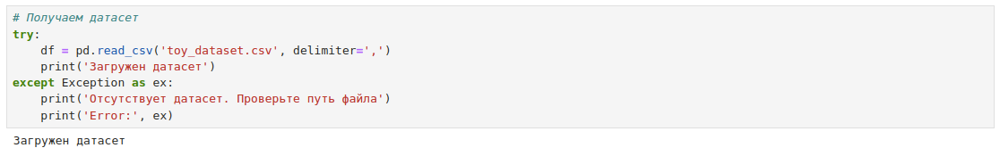 # Получаем датасет
try:
    df = pd.read_csv('toy_dataset.csv', delimiter=',')
    print('Загружен датасет')
except Exception as ex:
    print('Отсутствует датасет. Проверьте путь файла')
    print('Error:', ex)
Загружен датасет